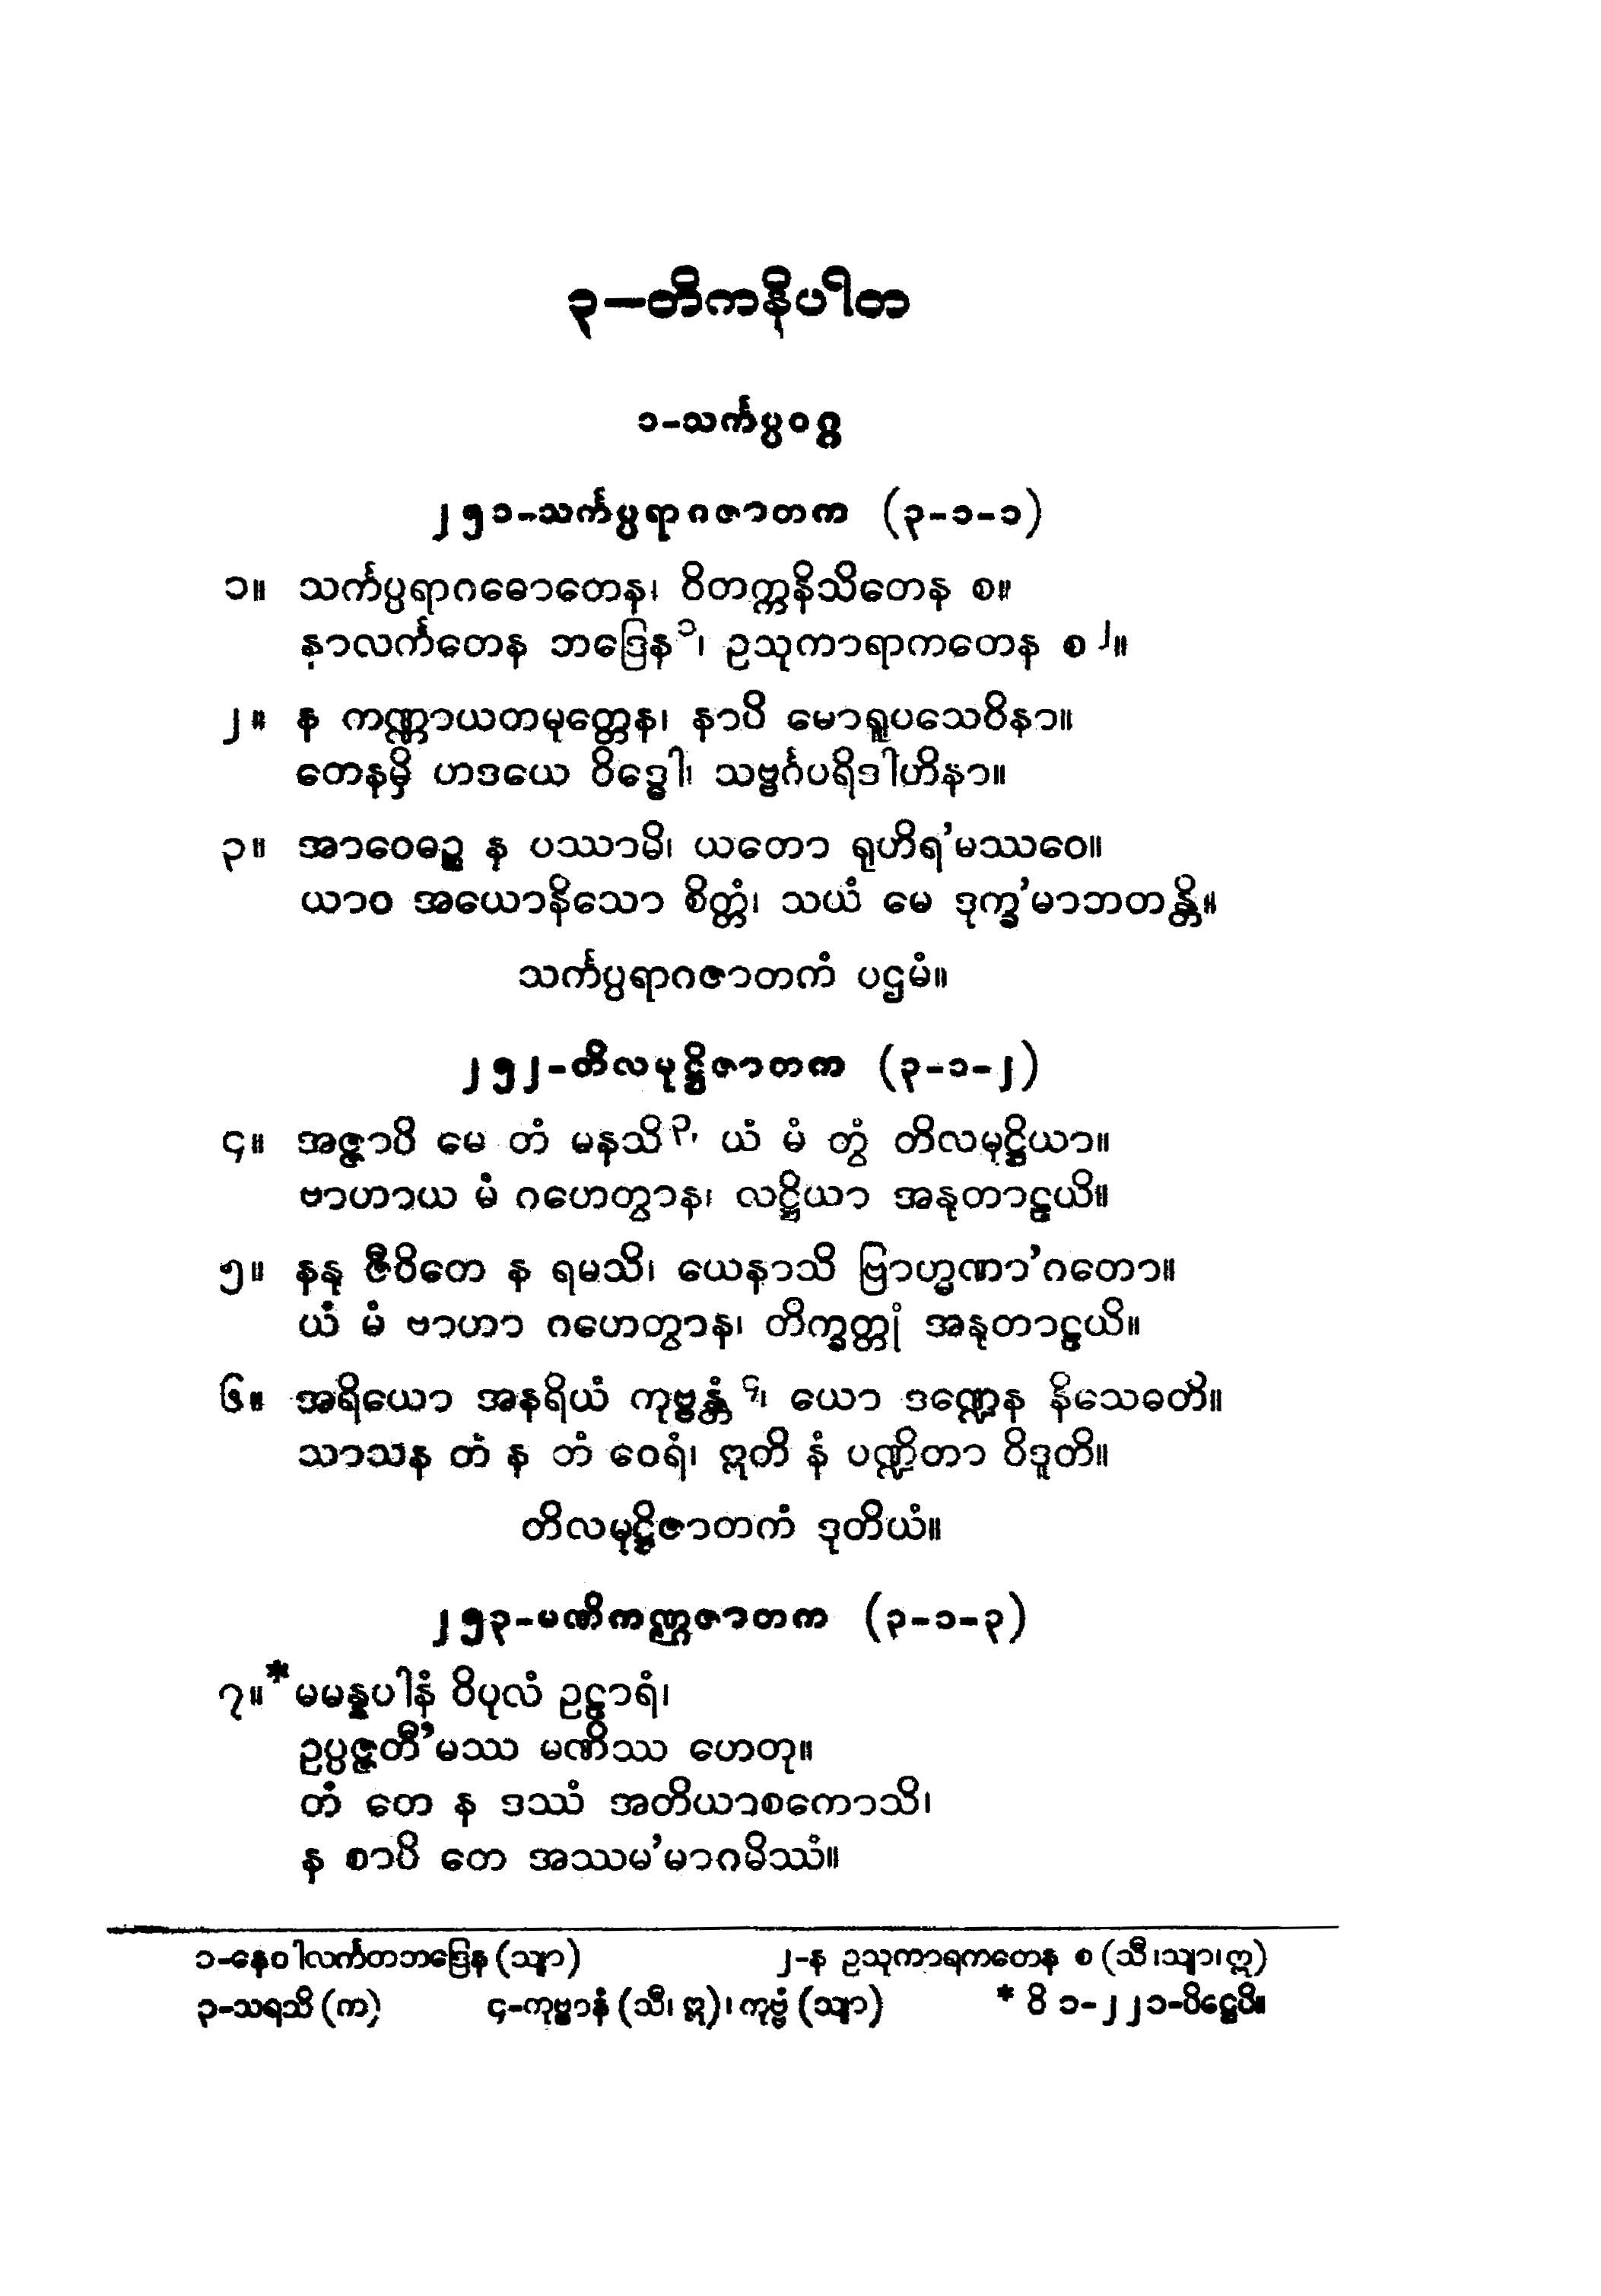 ၃–တိကနိပါတ
၁-သင်္ကပ္ပဝဂ္ဂ
၂၅၁-သင်္ကပ္ပရာဂဇာတက (၃-၁-၁)
၁။ သင်္ကပ္ပရာဂဓောတေန၊ ဝိတက္ကနိသိတေန စ။
နာလင်္ကတေန ဘဒြေန၁၊ ဥသုကာရာကတေန စ၂။
၂။ န ကဏ္ဏာယတမုတ္တေန၊ နာပိ မောရူပသေဝိနာ။
တေနမှိ ဟဒယေ ဝိဒ္ဓေါ၊ သဗ္ဗင်္ဂပရိဒါဟိနာ။
၃။ အာဝေဓဉ္စ န ပဿာမိ၊ ယတော ရုဟိရ'မဿဝေ။
ယာဝ အယောနိသော စိတ္တံ၊ သယံ မေ ဒုက္ခ'မာဘတန္တိ။
သင်္ကပ္ပရာဂဇာတကံ ပဌမံ။
၂၅၂-တိလမုဋ္ဌိဇာတက (၃-၁-၂)
၄။ အဇ္ဇာပိ မေ တံ မနသိ၃၊ ယံ မံ တွံ တိလမုဋ္ဌိယာ။
ဗာဟာယ မံ ဂဟေတွာန၊ လဋ္ဌိယာ အနုတာဠယိ။
၅။ နနု ဇီဝိတေ န ရမသိ၊ ယေနာသိ ဗြာဟ္မဏာ'ဂတော။
ယံ မံ ဗာဟာ ဂဟေတွာန၊ တိက္ခတ္တုံ အနုတာဠယိ။
၆။ အရိယော အနရိယံ ကုဗ္ဗန္တံ၄၊ ယော ဒဏ္ဍေန နိသေဓတိ။
သာသန တံ န တံ ဝေရံ၊ ဣတိ နံ ပဏ္ဍိတာ ဝိဒူတိ။
တိလမုဋ္ဌိဇာတကံ ဒုတိယံ။
၂၅၃-မဏိကဏ္ဌဇာတက (၃-၁-၃)
၇။* မမန္နပါနံ ဝိပုလံ ဥဠာရံ၊
ဥပ္ပဇ္ဇတီ'မဿ မဏိဿ ဟေတု။
တံ တေ န ဒဿံ အတိယာစကောသိ၊
န စာပိ တေ အဿမ'မာဂမိဿံ။
၁-နေဝါလင်္ကတဘဒြေန (သျာ) ၂-န ဥသုကာရကတေန စ (သီ၊သျာ၊ဣ)
၃-သရသိ (က) ၄-ကုဗ္ဗာနံ (သီ၊ ဣ)၊ ကုဗ္ဗံ (သျာ) * ဝိ ၁-၂၂၁-ပိဋ္ဌေပိ။